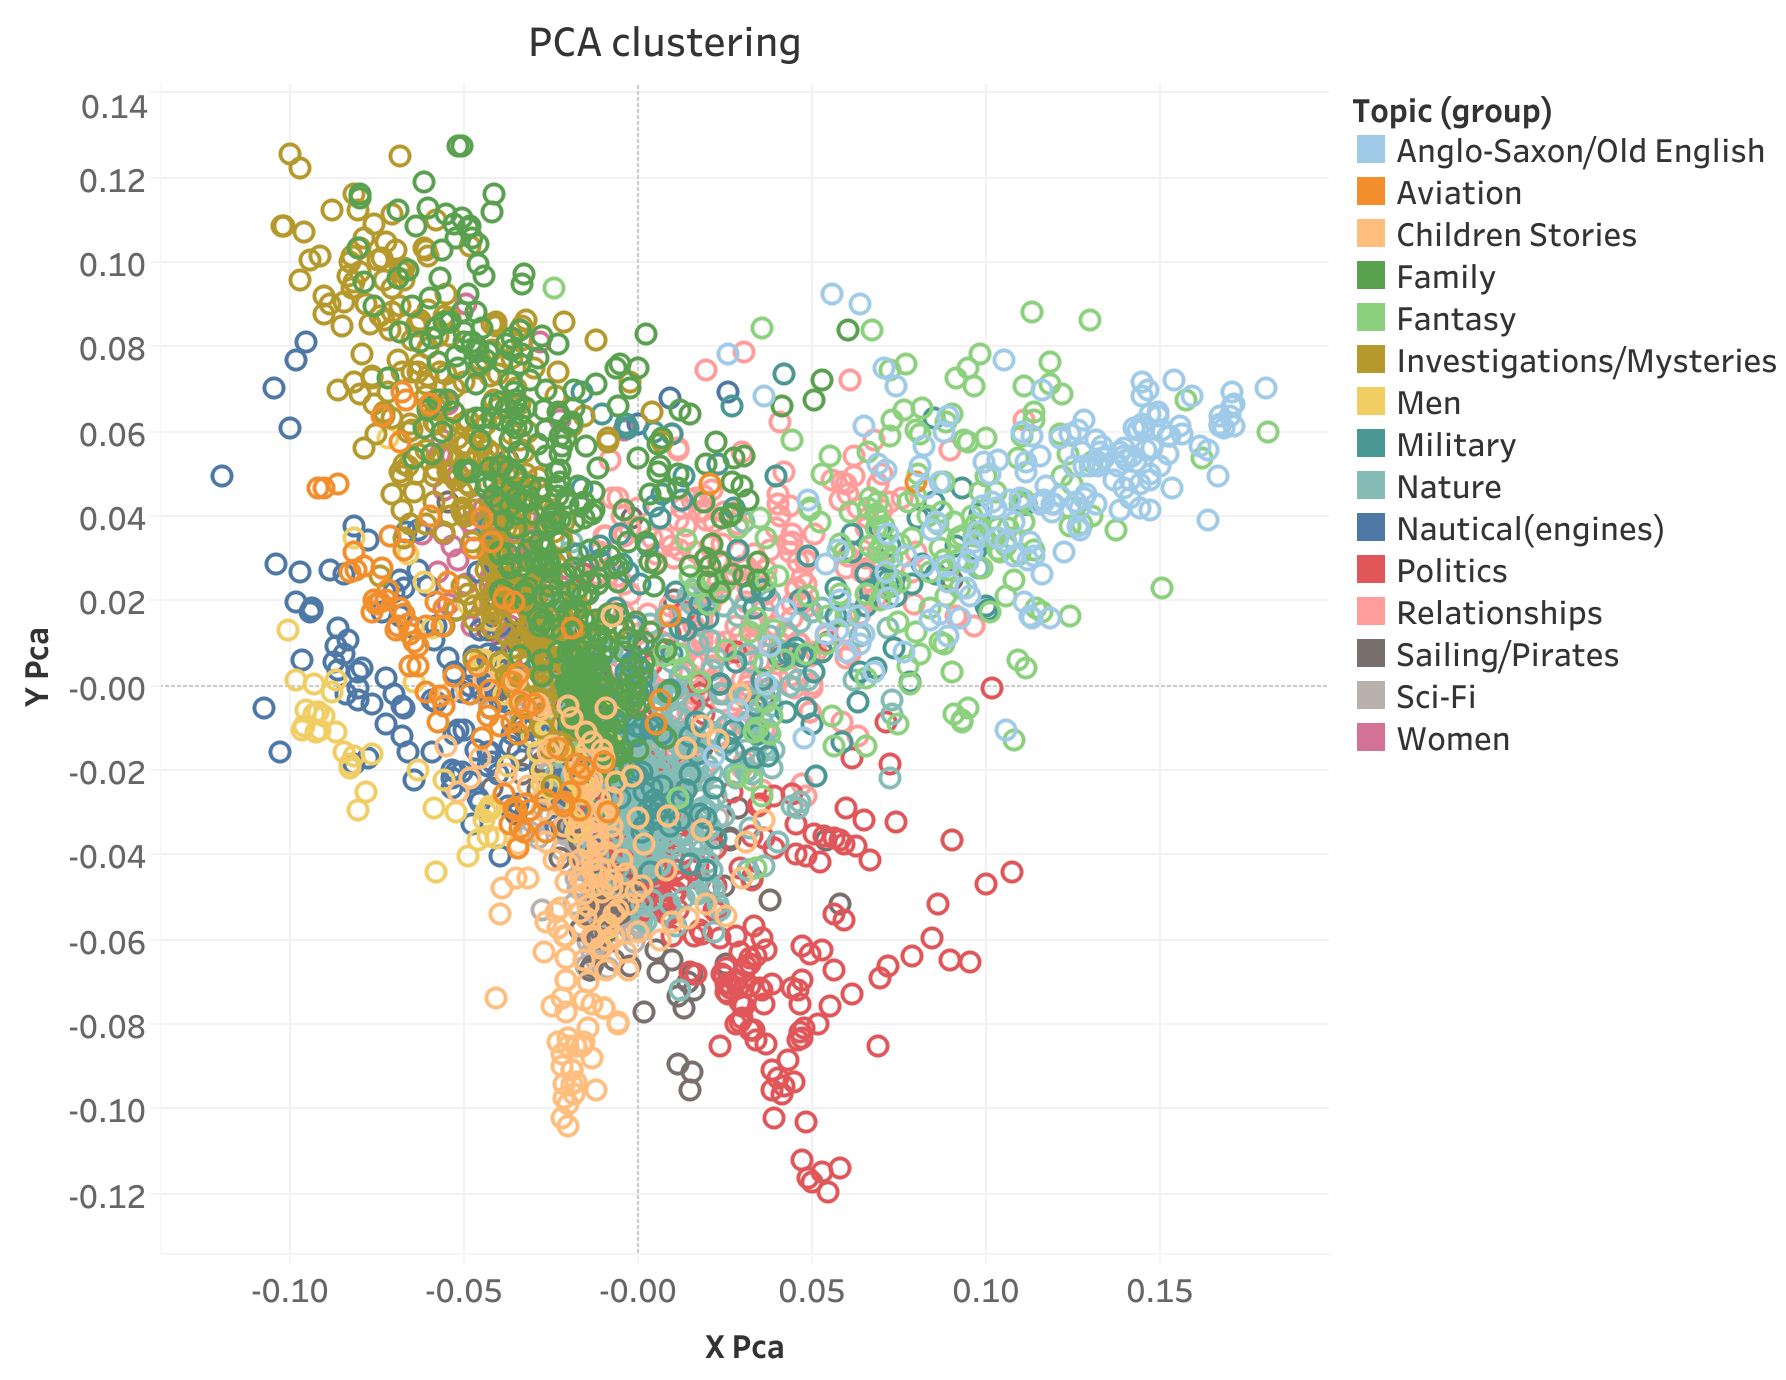 PCA clustering
Topic (group)
Anglo-Saxon/Old English
Aviation
Children Stories
Family
Fantasy
Investigations/Mysteries
Men
Military
Nature
Nautical(engines)
Politics
Relationships
Sailing/Pirates
Sci-Fi
Women
Y Pca
0.14
0.12
0.10
0.08
0.06
0.04
0.02
-0.00
-0.02
-0.04
-0.06
-0.08
-0.10
-0.12
-0.10
-0.05
-0.00
0.05
0.10
0.15
X Pca